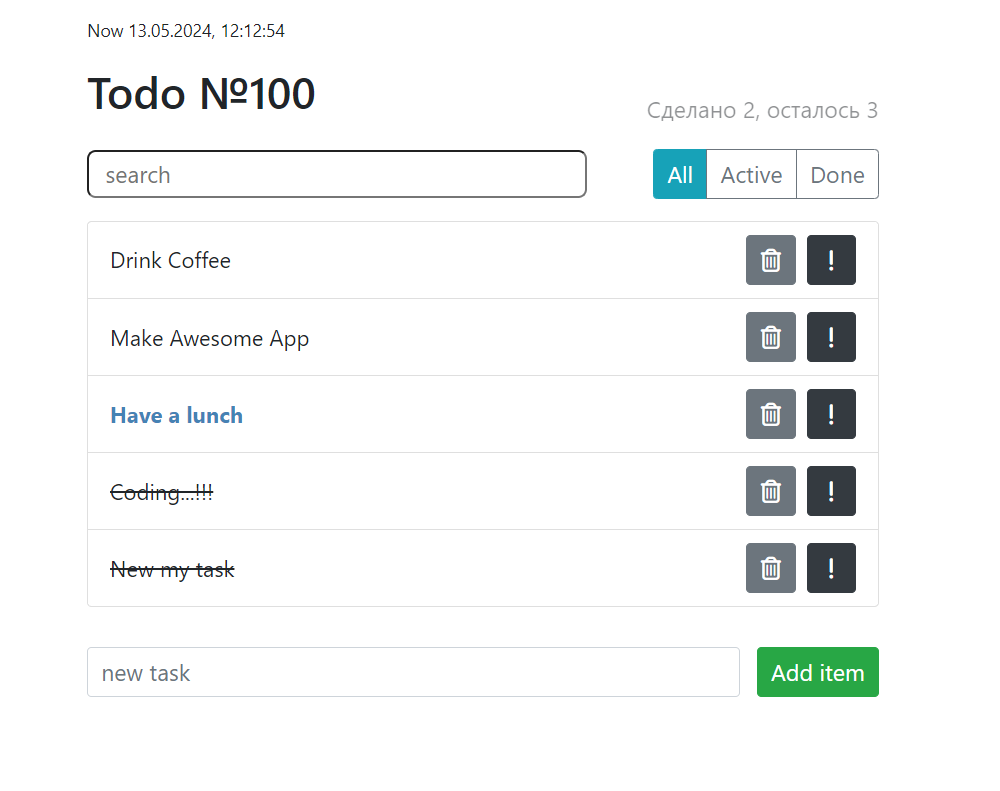 Now 13.05.2024, 12:12:54
Todo №100
Сделано 2, осталось 3
search
All Active Done
Drink Coffee
!
Make Awesome App
!
Have a lunch
!
Coding...!!!
!
New my task
!
new task
Add item